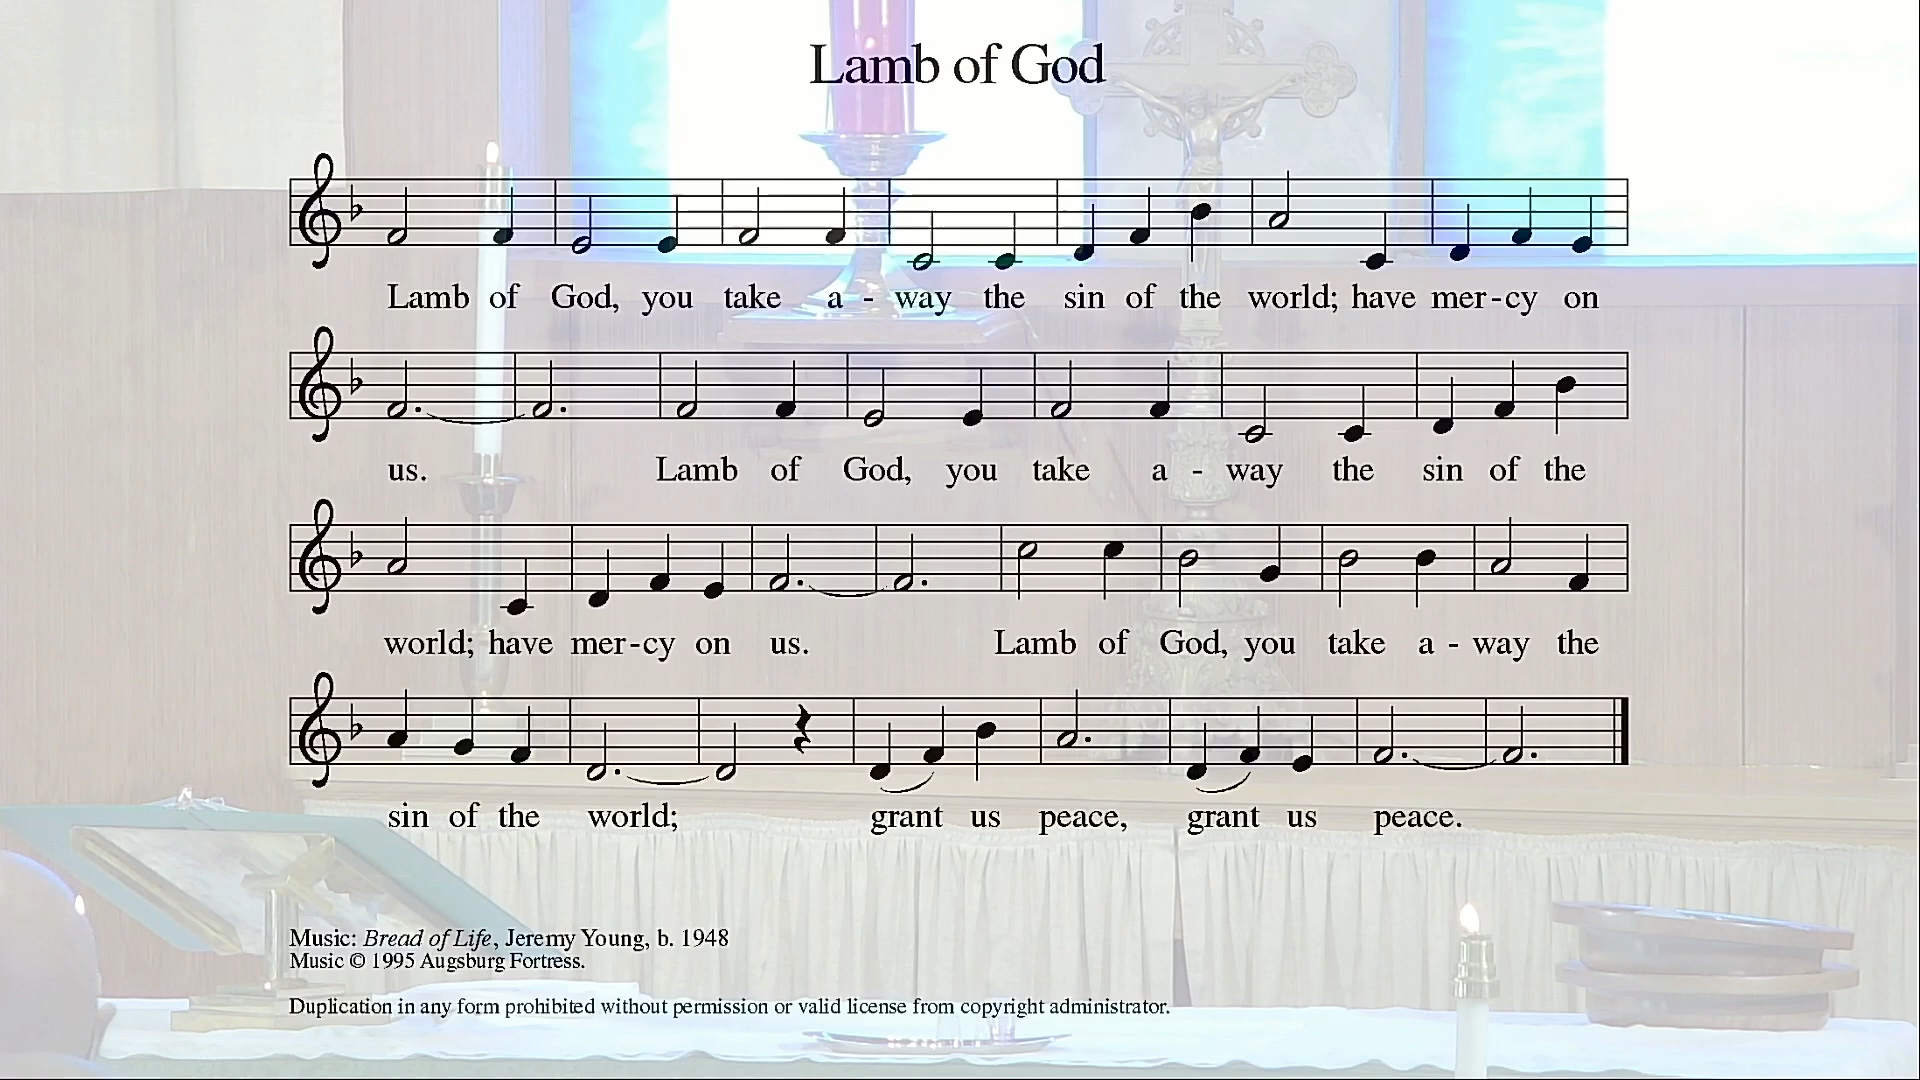 Lamb of God
Lamb of God, you take a - way the sin of the world; have mer - cy on
us. Lamb of God, you take a - way the sin of the
world; have mer - cy on us. Lamb of God, you take a - way the
sin of the world; grant us peace, grant us peace.
Music: Bread of Life, Jeremy Young, b. 1948
Music © 1995 Augsburg Fortress.
Duplication in any form prohibited without permission or valid license from copyright administrator.